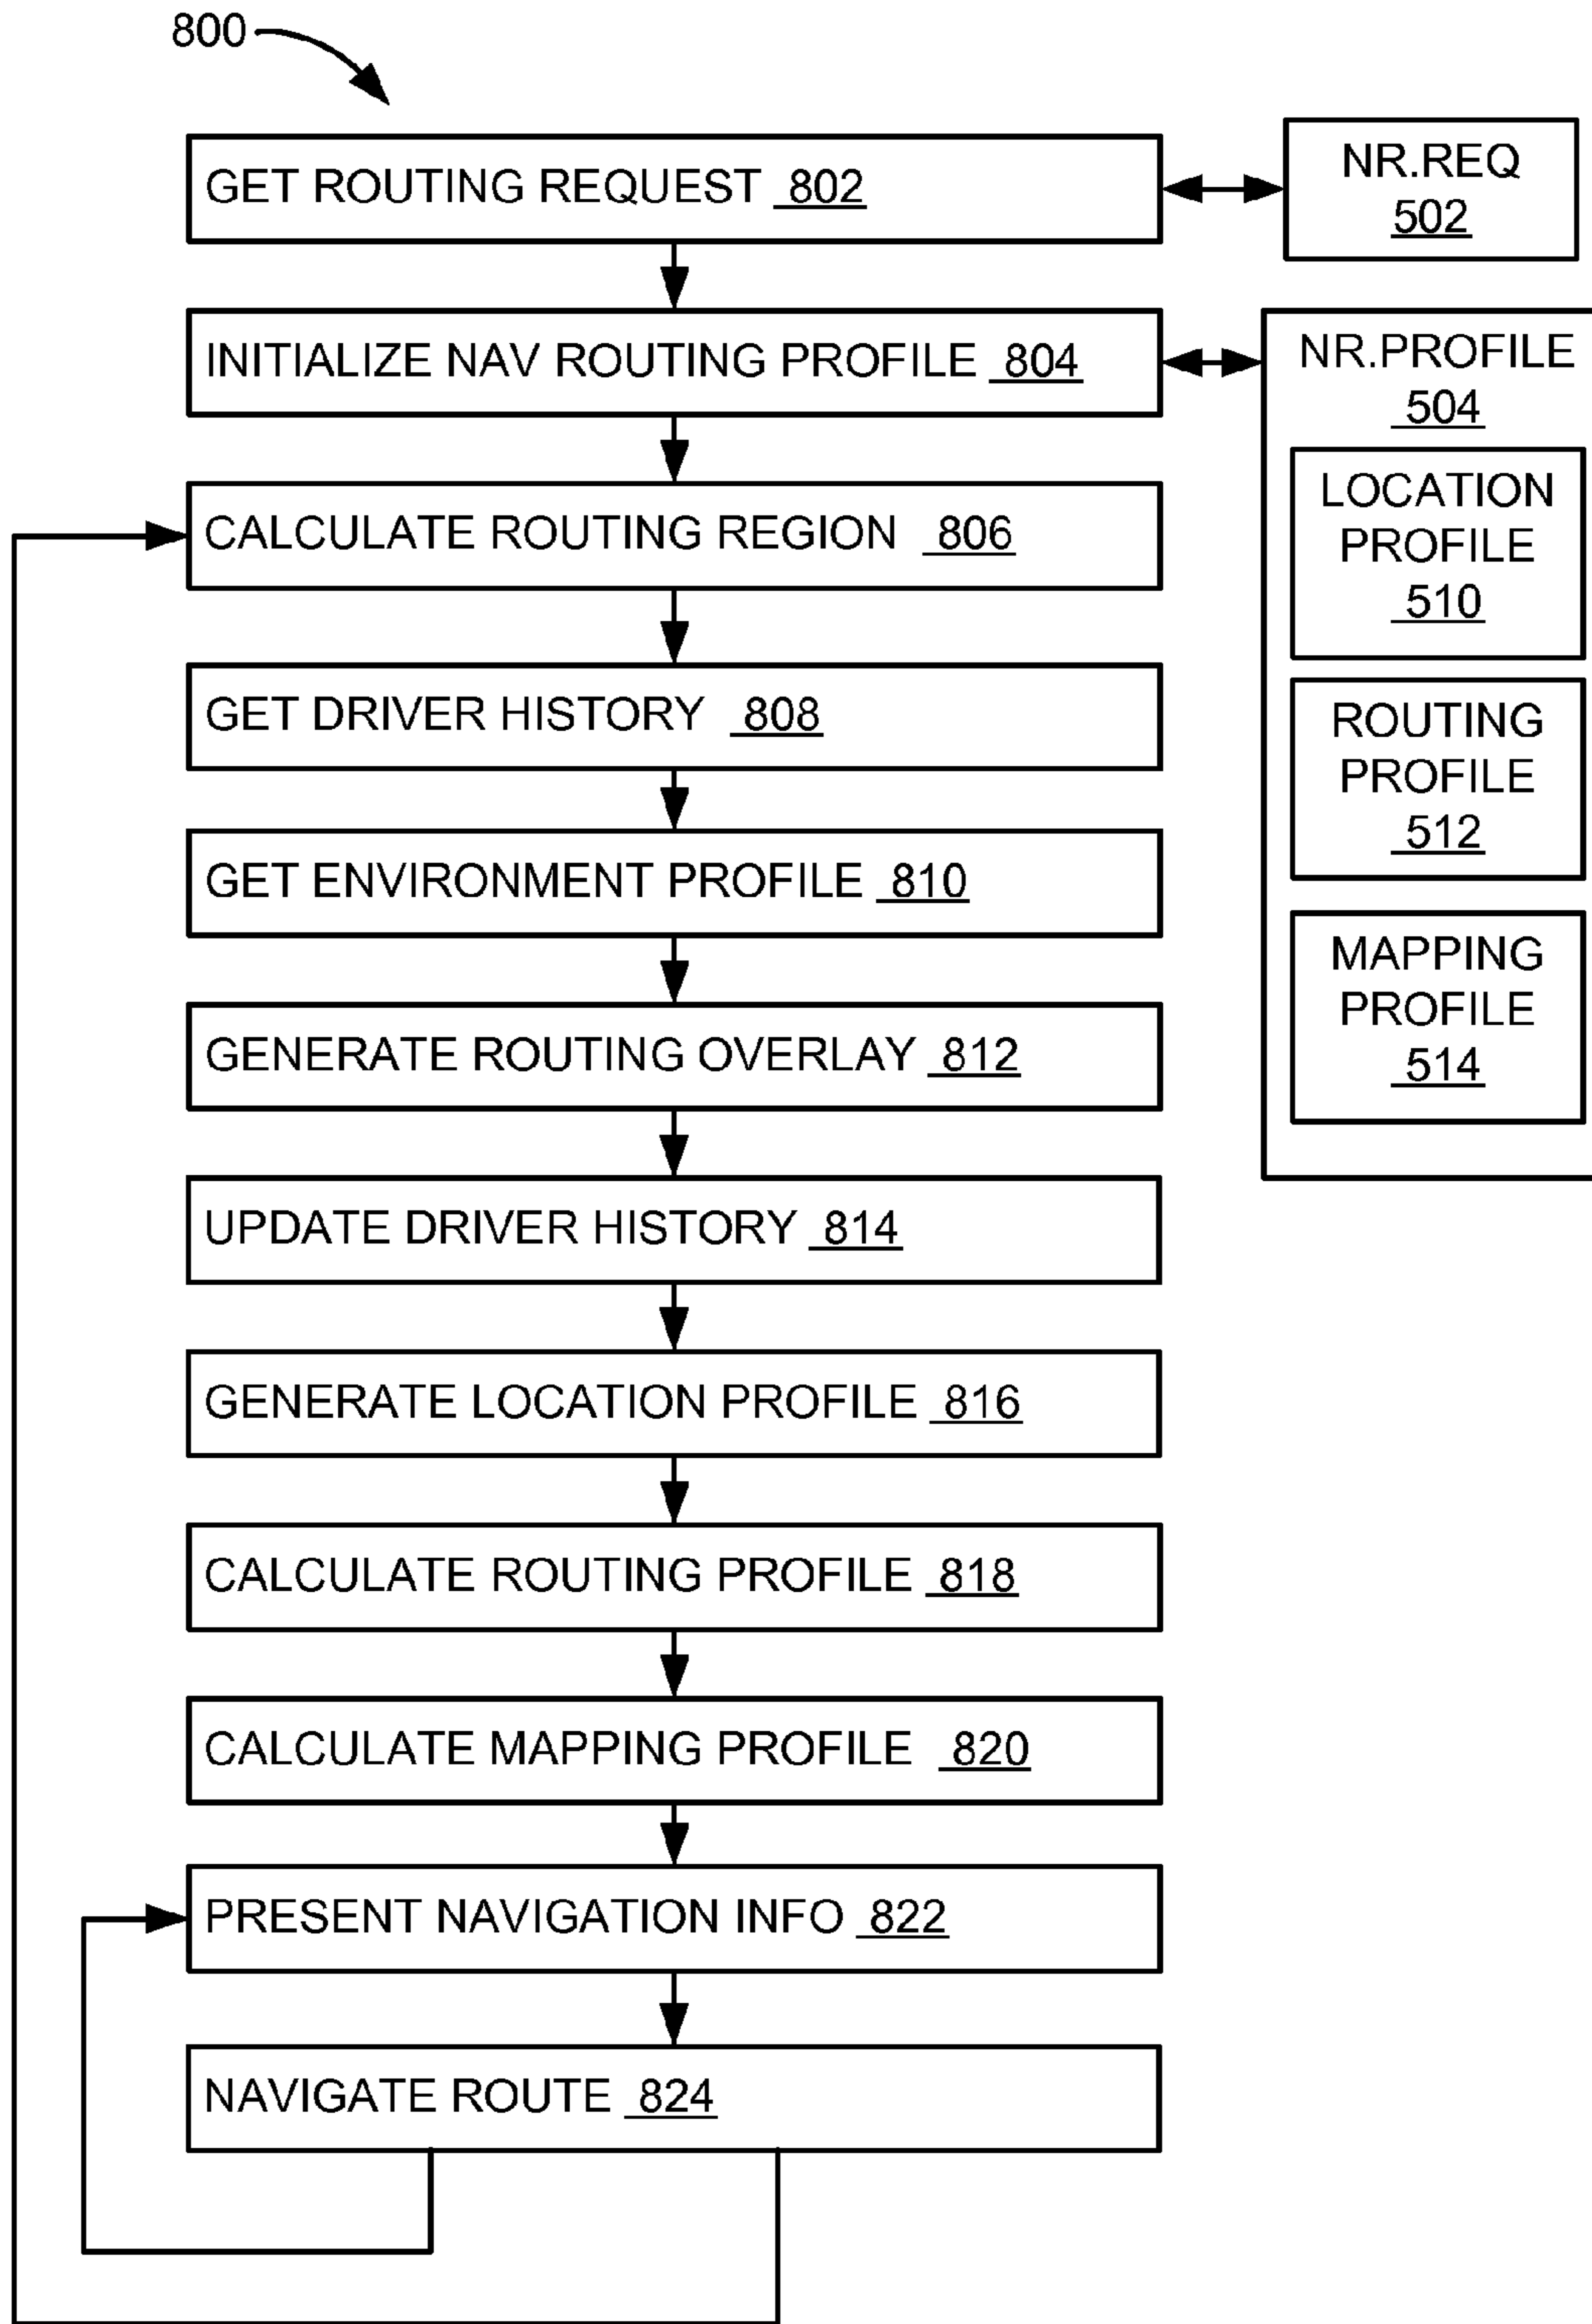 800
GET ROUTING REQUEST 802
NR.REQ
502
INITIALIZE NAV ROUTING PROFILE 804
NR.PROFILE
504
LOCATION
PROFILE
510
ROUTING
PROFILE
512
MAPPING
PROFILE
514
CALCULATE ROUTING REGION 806
GET DRIVER HISTORY 808
GET ENVIRONMENT PROFILE 810
GENERATE ROUTING OVERLAY 812
UPDATE DRIVER HISTORY 814
GENERATE LOCATION PROFILE 816
CALCULATE ROUTING PROFILE 818
CALCULATE MAPPING PROFILE 820
PRESENT NAVIGATION INFO 822
NAVIGATE ROUTE 824